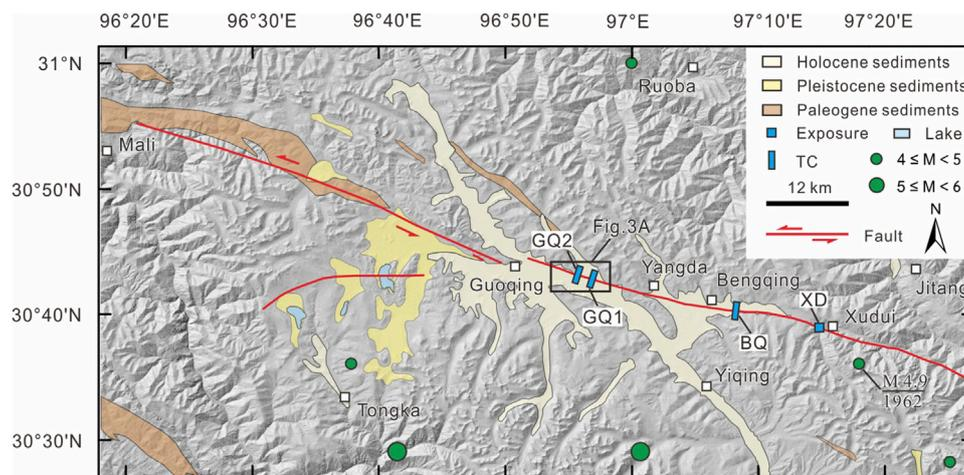 96°20'E 96°30'E 96°40'E 96°50'E 97°E 97°10'E 97°20'E
31°N
30°50'N
30°40'N
30°30'N
Holocene sediments
Pleistocene sediments
Paleogene sediments
Exposure Lake
TC 4 ≤ M < 5
5 ≤ M < 6
12 km
N
Fault
Ruoba
Mali
Fig.3A
GQ2
Yangda
Bengqing
Guoqing
GQ1
XD
Xudui
BQ
Jitang
Yiqing
M 4.9
1962
Tongka